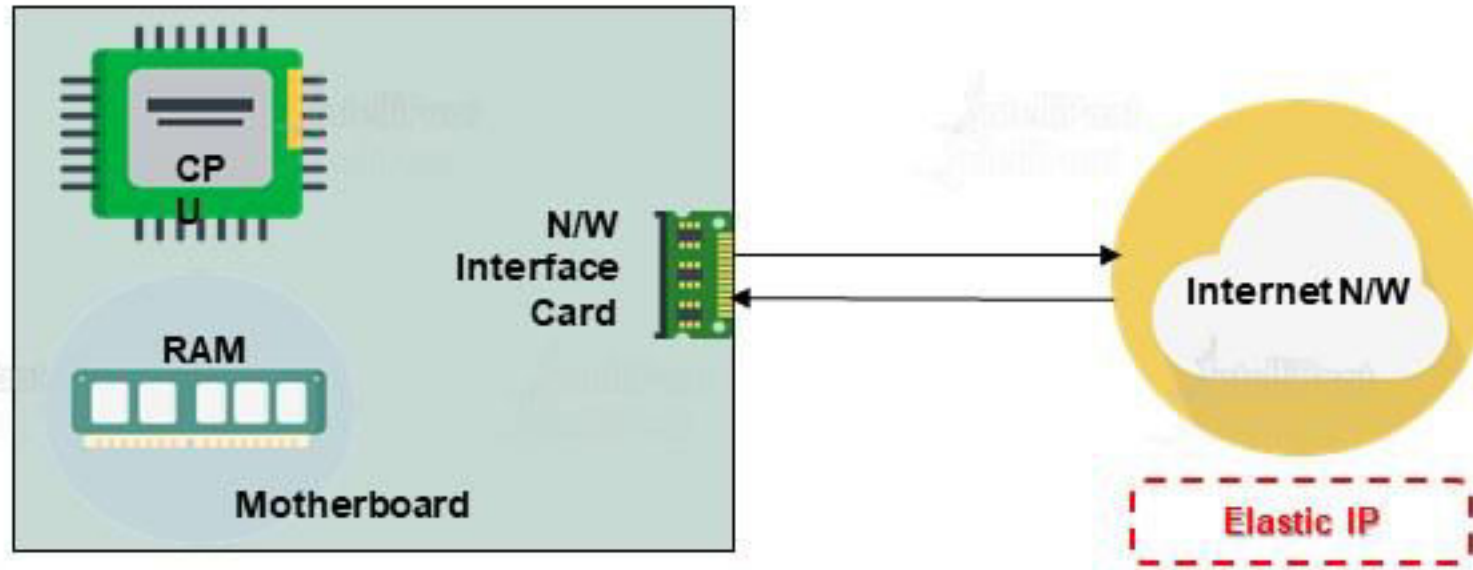 CP
U
N/W
Interface
Card
RAM
Motherboard
Internet N/W
Elastic IP